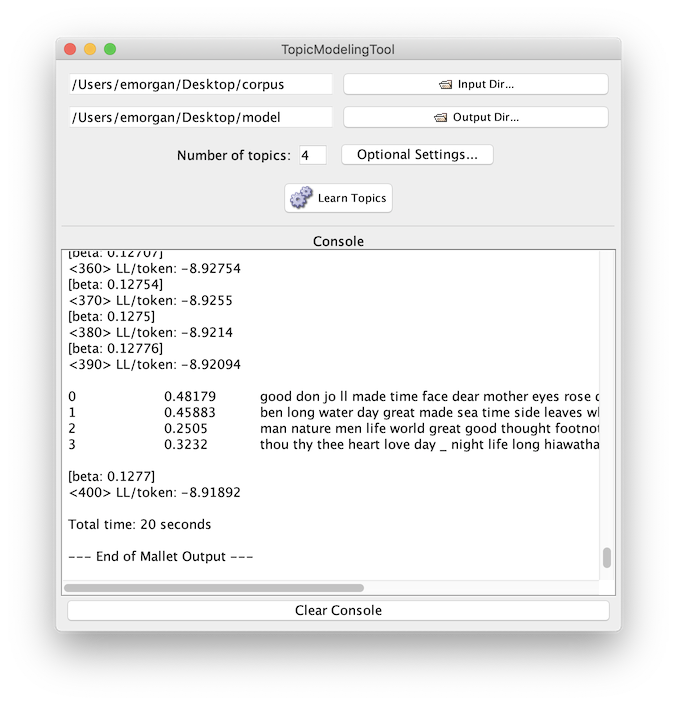 TopicModelingTool
/Users/emorgan/Desktop/corpus
Input Dir...
/Users/emorgan/Desktop/model
Output Dir...
Number of topics: 4
Optional Settings...
Learn Topics
Console
[beta: 0.12707]
<360> LL/token: -8.92754
[beta: 0.12754]
<370> LL/token: -8.9255
[beta: 0.1275]
<380> LL/token: -8.9214
[beta: 0.12776]
<390> LL/token: -8.92094
0 0.48179 good don jo ll made time face dear mother eyes rose
1 0.45883 ben long water day great made sea time side leaves
2 0.2505 man nature men life world great good thought footnot
3 0.3232 thou thy thee heart love day _ night life long hiawatha
[beta: 0.1277]
<400> LL/token: -8.91892
Total time: 20 seconds
--- End of Mallet Output ---
Clear Console